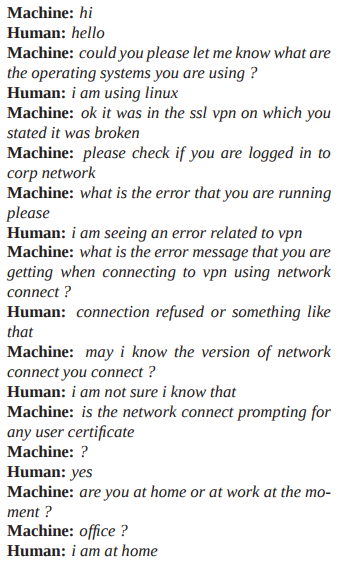 Machine: hi
Human: hello
Machine: could you please let me know what are
the operating systems you are using ?
Human: i am using linux
Machine: ok it was in the ssl vpn on which you
stated it was broken
Machine: please check if you are logged in to
corp network
Machine: what is the error that you are running
please
Human: i am seeing an error related to vpn
Machine: what is the error message that you are
getting when connecting to vpn using network
connect ?
Human: connection refused or something like
that
Machine: may i know the version of network
connect you connect ?
Human: i am not sure i know that
Machine: is the network connect prompting for
any user certificate
Machine: ?
Human: yes
Machine: are you at home or at work at the mo-
ment ?
Machine: office ?
Human: i am at home